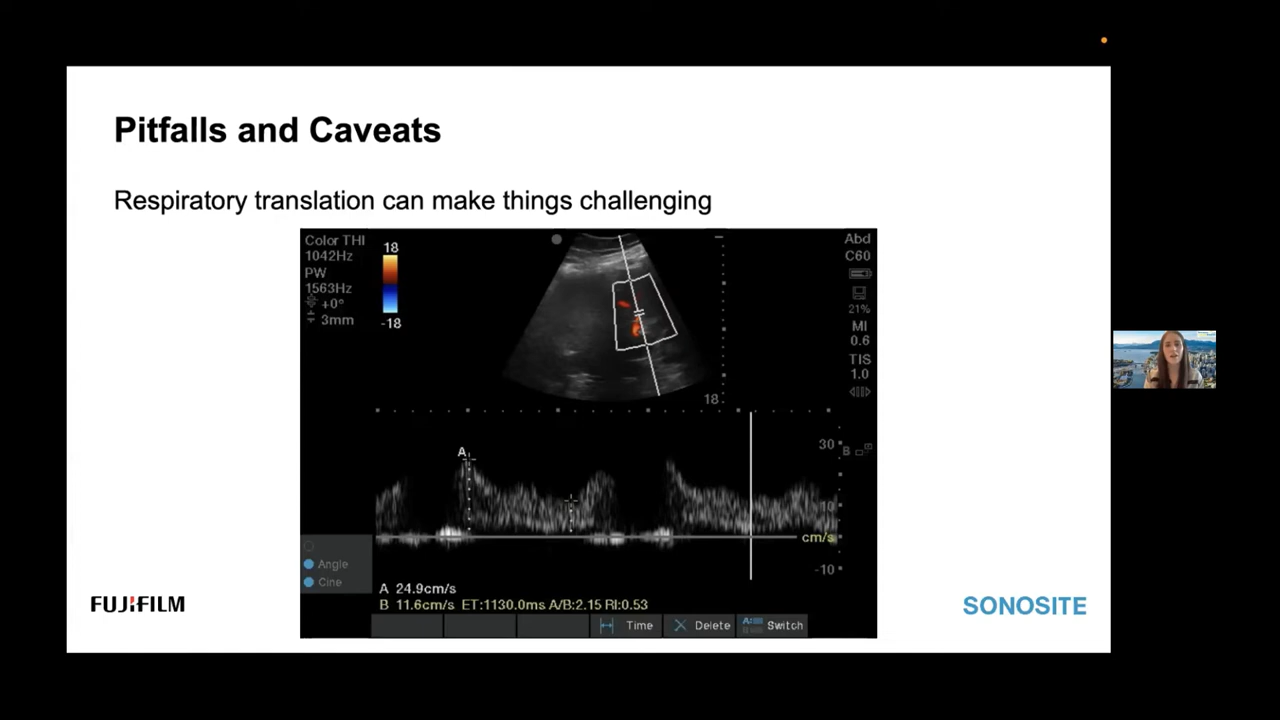 Pitfalls and Caveats
Respiratory translation can make things challenging
Color THI
1042Hz
PW
1563Hz
+0°
3mm
18
-18
Abd
C60
21%
MI
0.6
TIS
1.0
18
A
30
B
10
cm/s
-10
Angle
Cine
A 24.9cm/s
B 11.6cm/s ET:1130.0ms A/B:2.15 RI:0.53
Time
Delete
Switch
FUJIFILM
SONOSITE